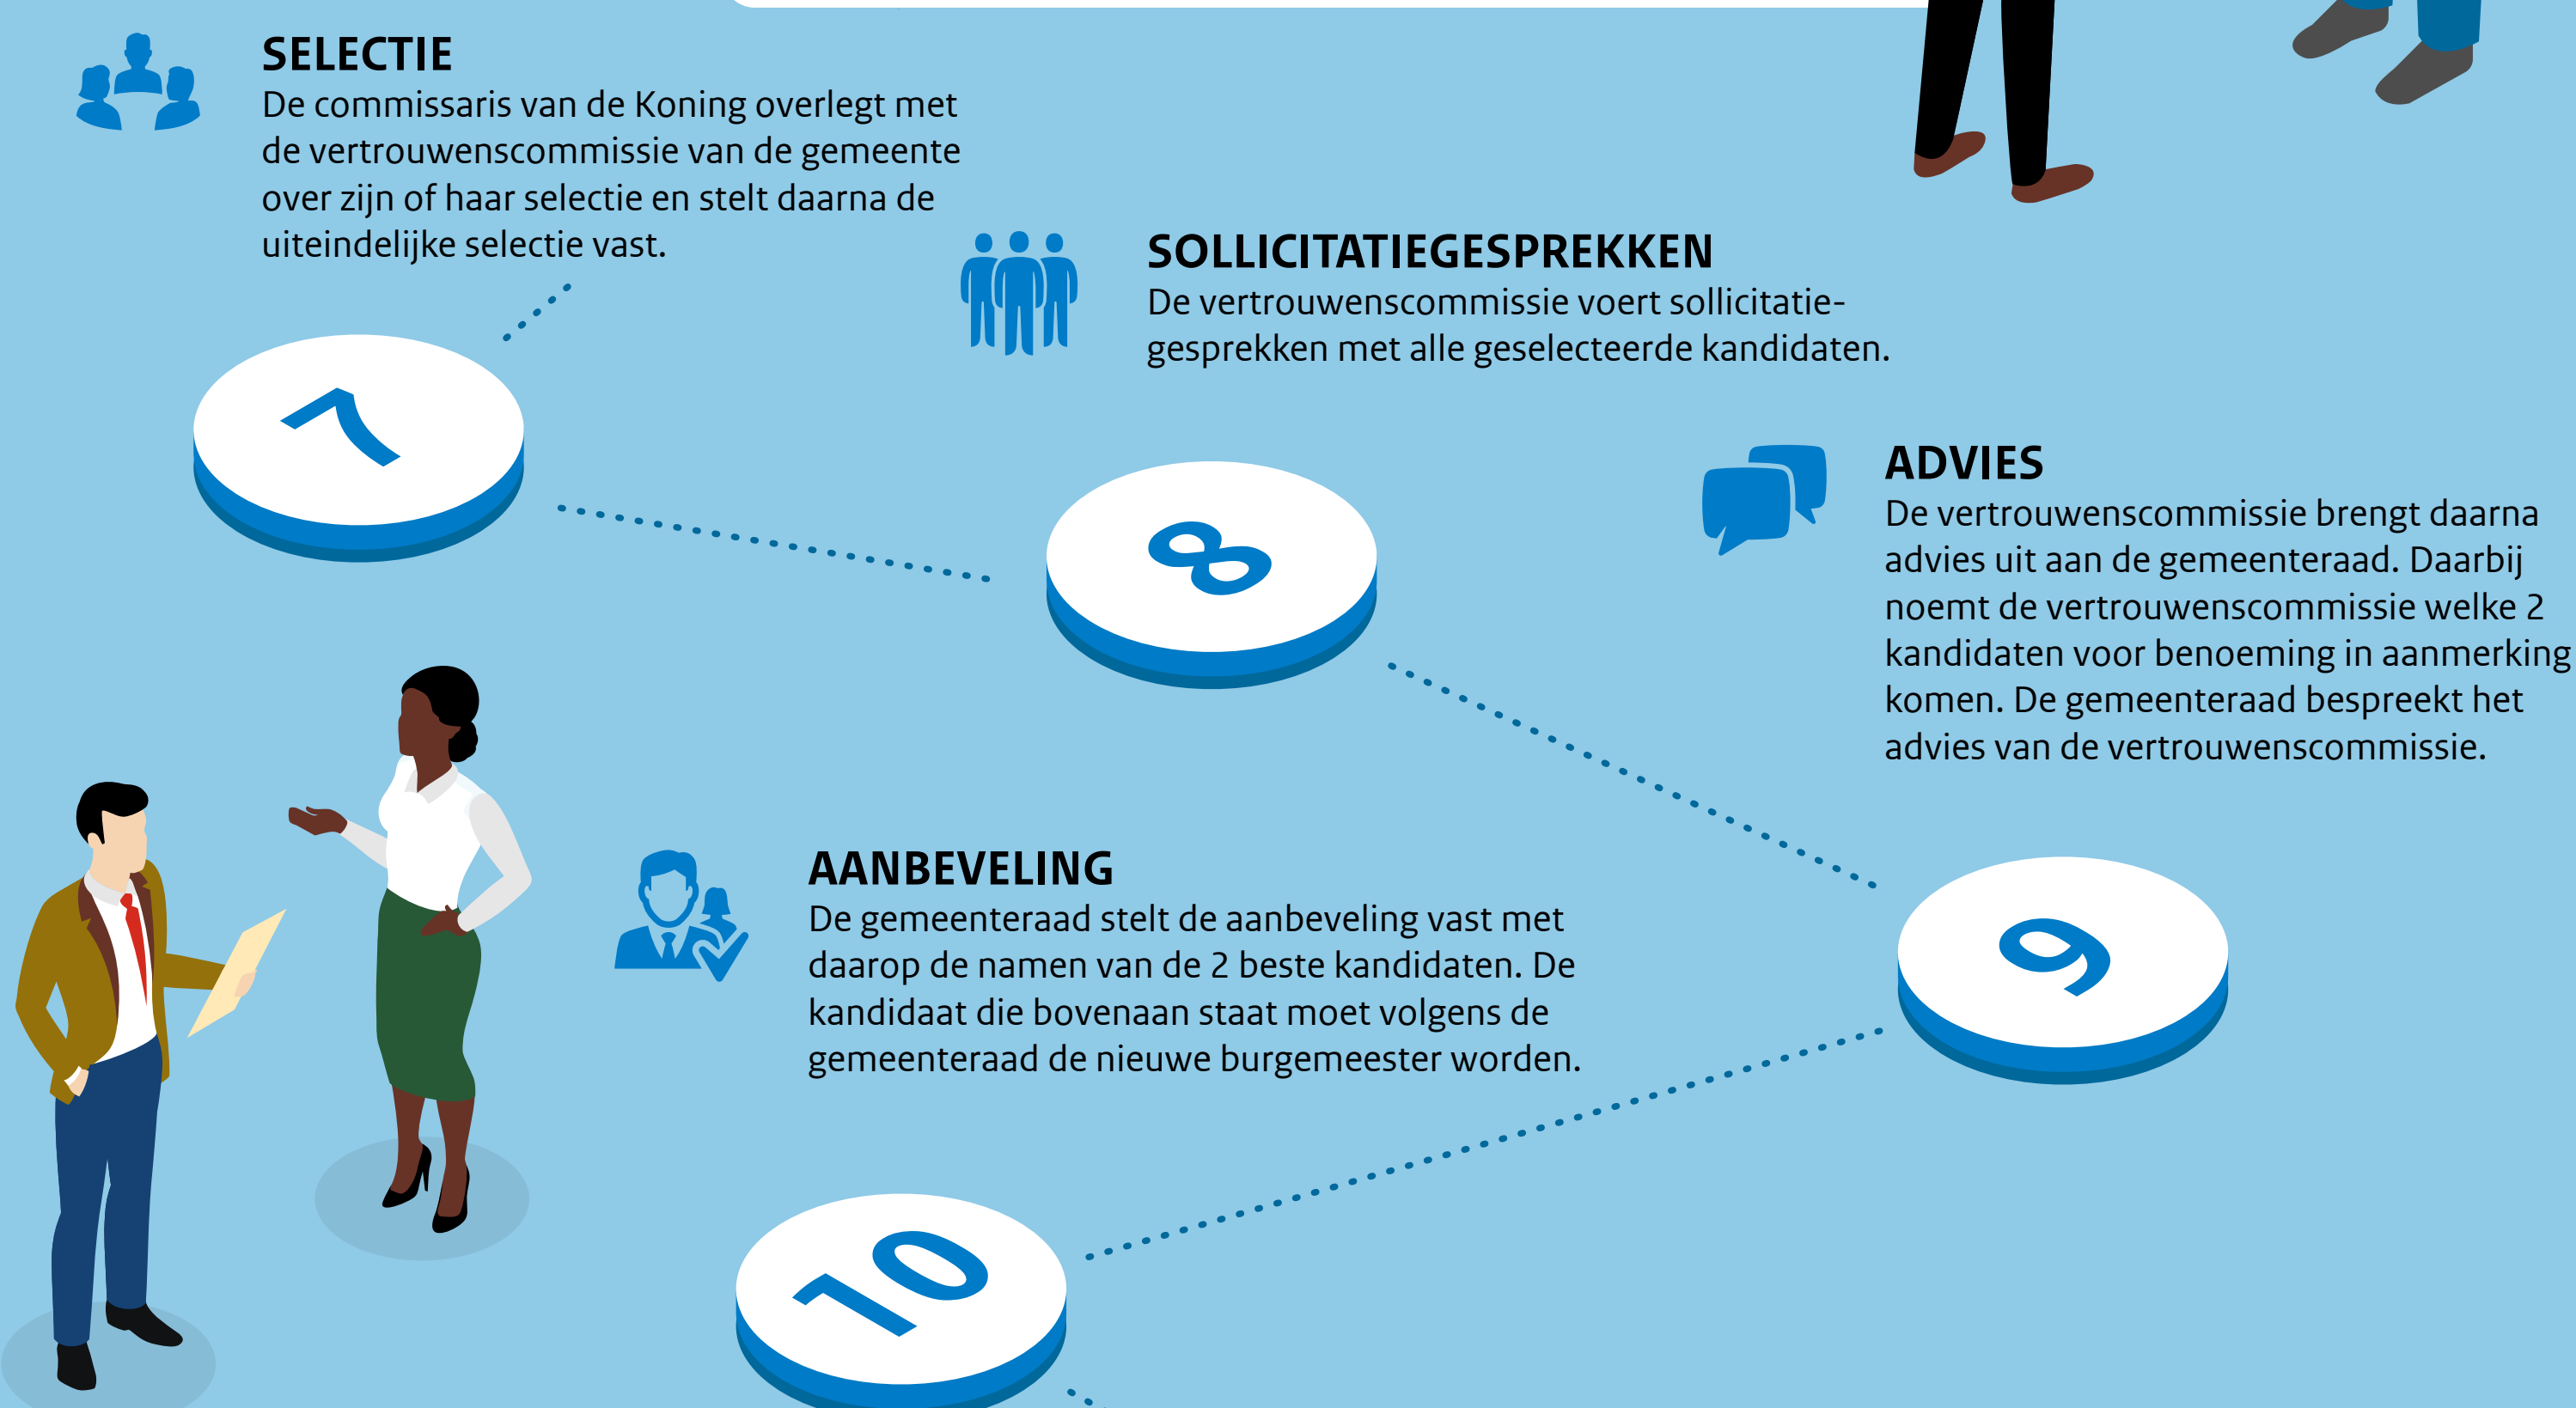 SELECTIE
De commissaris van de Koning overlegt met
de vertrouwenscommissie van de gemeente
over zijn of haar selectie en stelt daarna de
uiteindelijke selectie vast.
7
SOLLICITATIEGESPREKKEN
De vertrouwenscommissie voert sollicitatie-
gesprekken met alle geselecteerde kandidaten.
8
ADVIES
De vertrouwenscommissie brengt daarna
advies uit aan de gemeenteraad. Daarbij
noemt de vertrouwenscommissie welke 2
kandidaten voor benoeming in aanmerking
komen. De gemeenteraad bespreekt het
advies van de vertrouwenscommissie.
9
AANBEVELING
De gemeenteraad stelt de aanbeveling vast met
daarop de namen van de 2 beste kandidaten. De
kandidaat die bovenaan staat moet volgens de
gemeenteraad de nieuwe burgemeester worden.
10